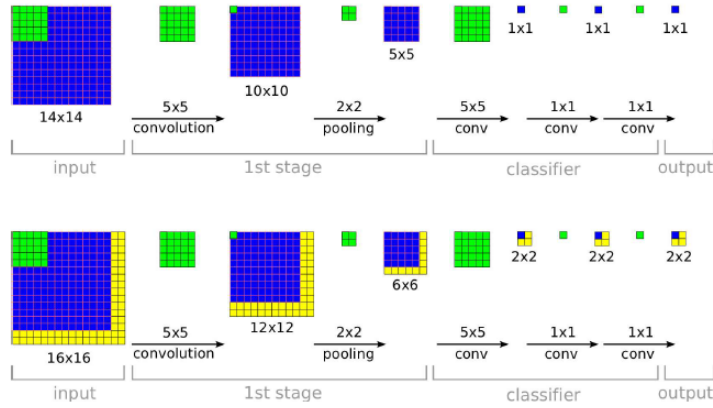 1x1 1x1 1x1
5x5
14x14
10x10
5x5 2x2 5x5 1x1 1x1
convolution pooling conv conv conv
input 1st stage classifier output
2x2 2x2 2x2
6x6
16x16
12x12
5x5 2x2 5x5 1x1 1x1
convolution pooling conv conv conv
input 1st stage classifier output